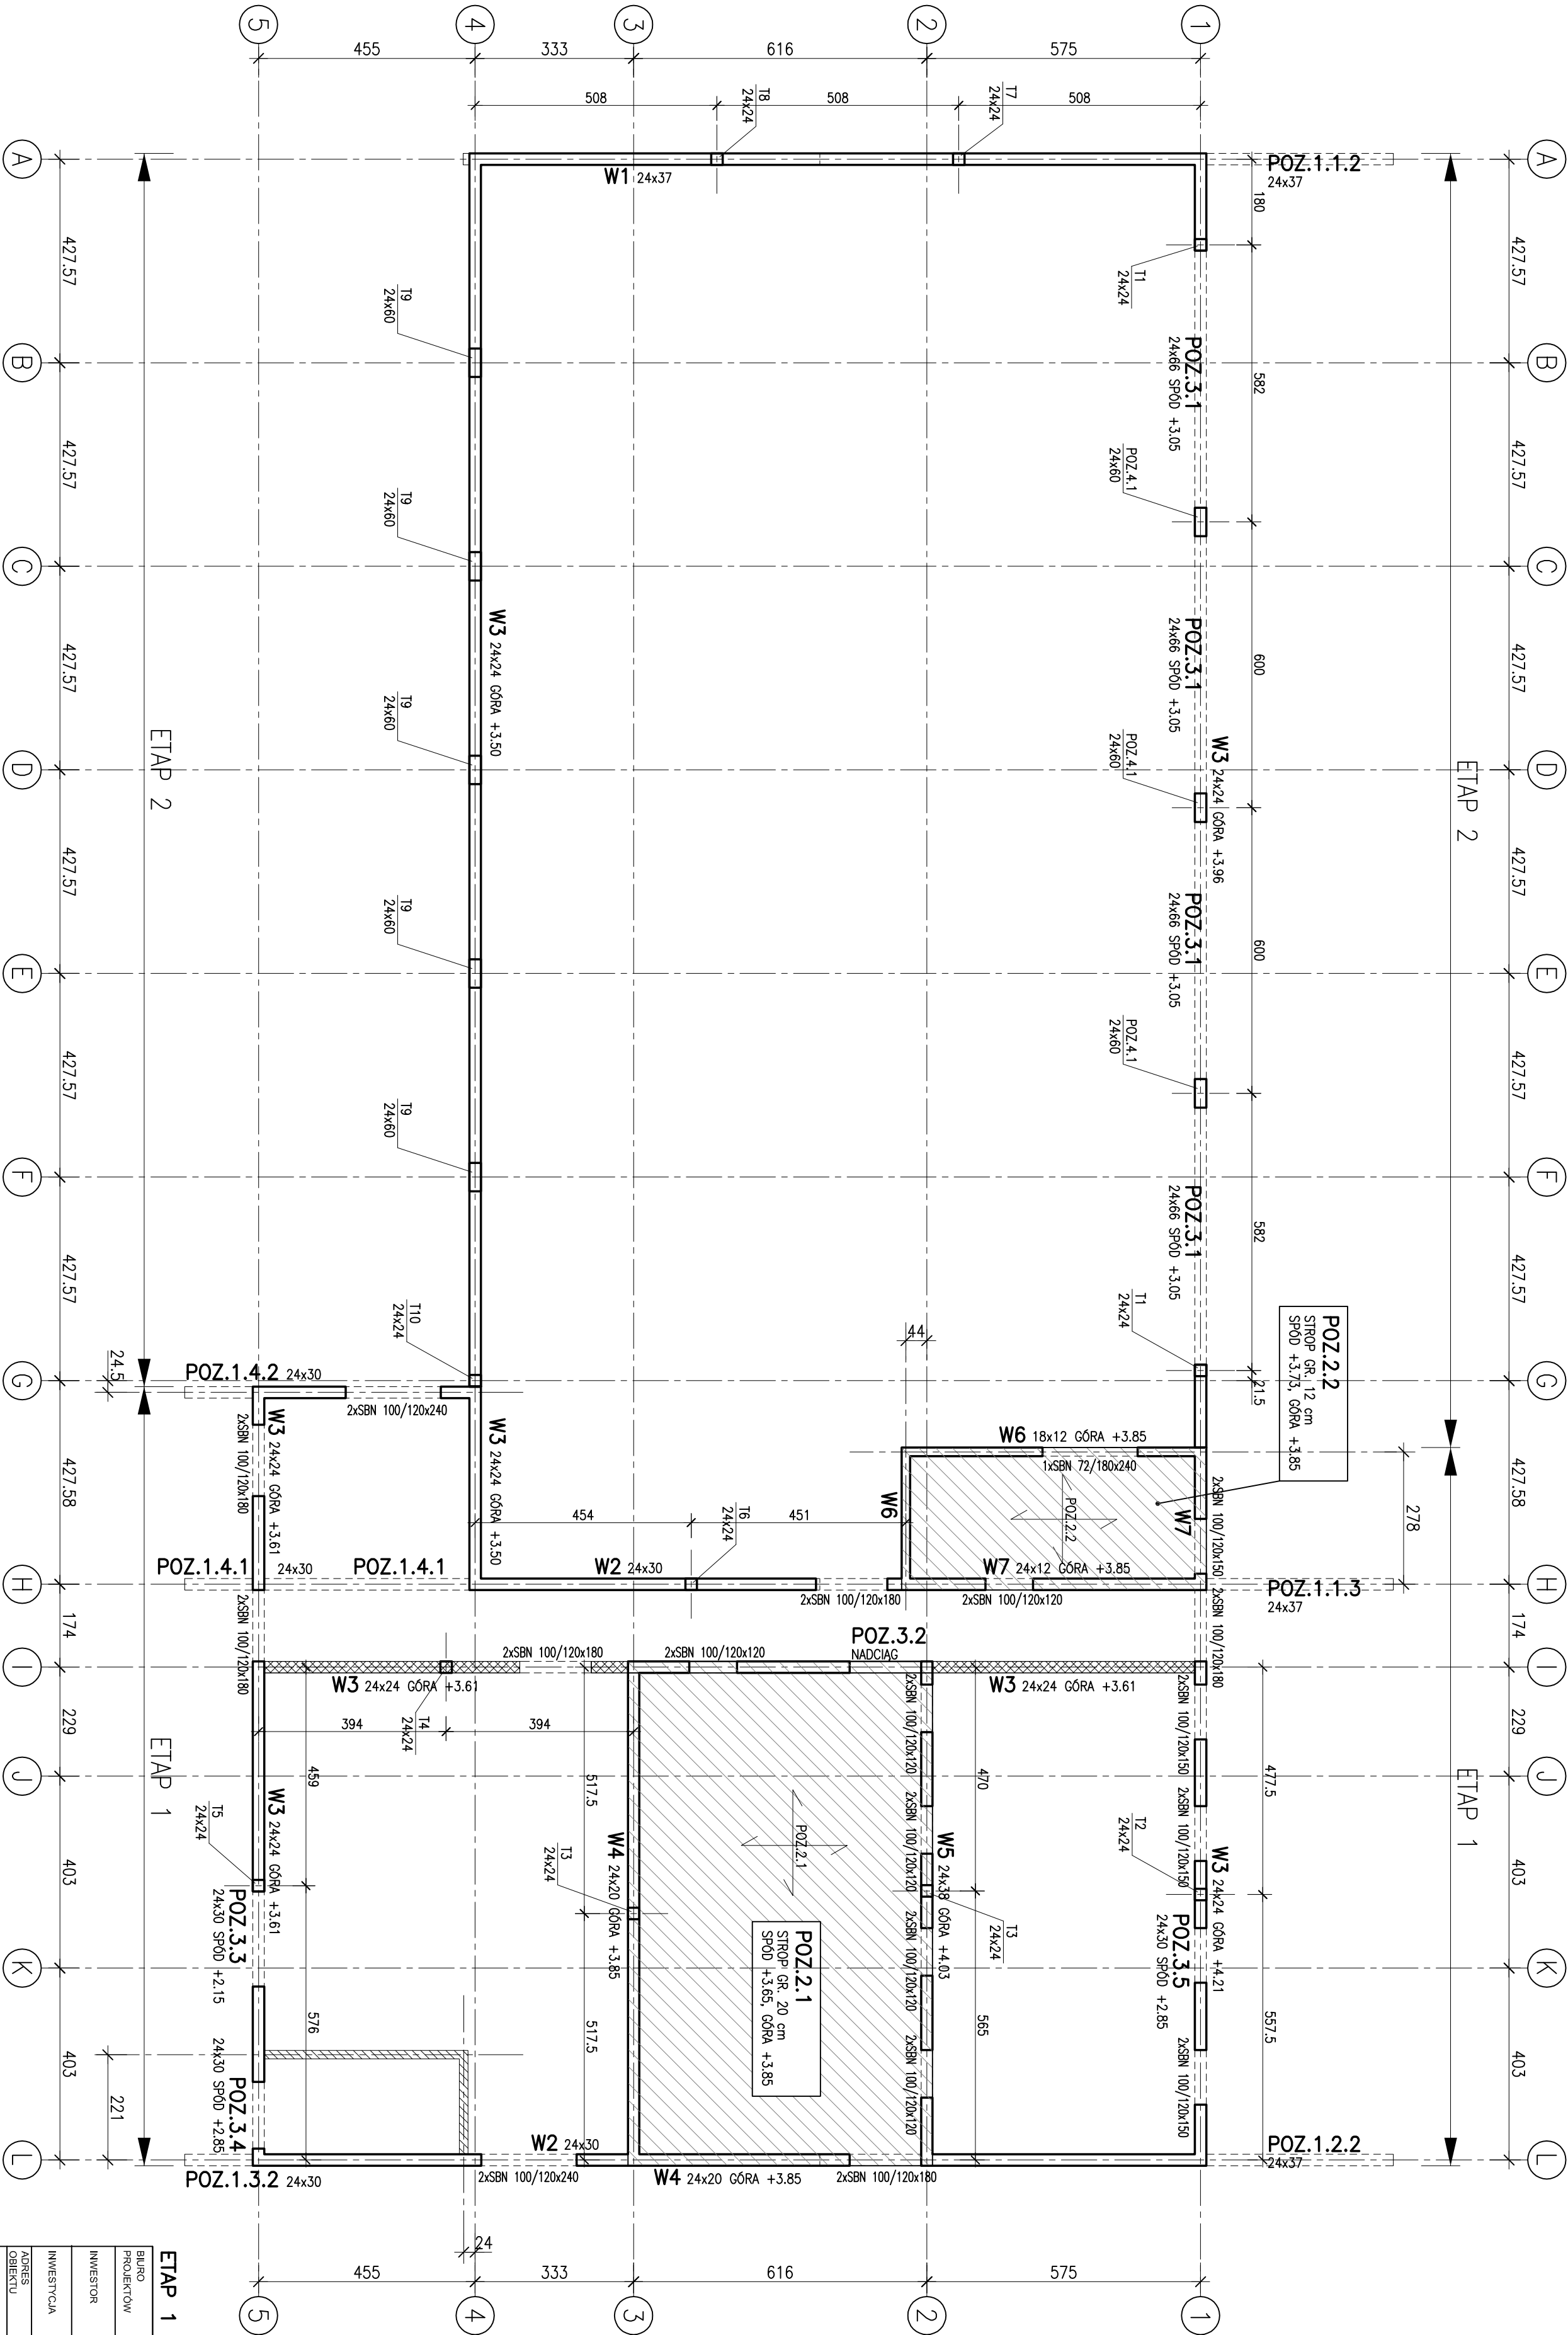 5
4
3
2
1
455
333
616
575
508
T8
24x24
508
T7
24x24
508
A
W1 24x37
POZ.1.1.2
24x37
A
427.57
180
T1
24x24
427.57
T9
24x60
POZ.3.1
24x66 SPÓD +3.05
582
B
B
427.57
T9
24x60
POZ.4.1
24x60
427.57
C
C
427.57
W3 24x24 GÓRA +3.50
POZ.3.1
24x66 SPÓD +3.05
600
427.57
T9
24x60
POZ.4.1
24x60
W3 24x24 GÓRA +3.96
ETAP 2
ETAP 2
D
D
427.57
T9
24x60
POZ.3.1
24x66 SPÓD +3.05
600
427.57
E
E
427.57
T9
24x60
POZ.4.1
24x60
427.57
F
F
427.57
POZ.3.1
24x66 SPÓD +3.05
582
427.57
T10
24x24
T1
24x24
POZ.2.2
STROP GR. 12 cm
SPÓD +3.73, GÓRA +3.85
44
21.5
24.5
POZ.1.4.2 24x30
G
G
2xSBN 100/120x240
427.57
2xSBN 100/120x180
W3 24x24 GÓRA +3.61
W3 24x24 GÓRA +3.50
W6 18x12 GÓRA +3.85
1xSBN 72/180x240
427.58
278
POZ.2.2
W6
W7
2xSBN 100/120x150
454
T6
24x24
451
POZ.1.4.1 24x30
POZ.1.4.1
W2 24x30
W7 24x12 GÓRA +3.85
POZ.1.1.3
24x37
H
H
2xSBN 100/120x180
2xSBN 100/120x120
174
2xSBN 100/120x180
2xSBN 100/120x180
2xSBN 100/120x120
POZ.3.2
NADCIĄG
2xSBN 100/120x180
174
I
I
W3 24x24 GÓRA +3.61
W3 24x24 GÓRA +3.61
229
394
T4
24x24
394
2xSBN 100/120x120
2xSBN 100/120x150
229
ETAP 1
ETAP 1
J
J
459
517.5
470
477.5
403
T5
24x24
W3 24x24 GÓRA +3.61
T3
24x24
W4 24x20 GÓRA +3.85
POZ.2.1
2xSBN 100/120x120
W5 24x38 GÓRA +4.03
2xSBN 100/120x150
T2
24x24
W3 24x24 GÓRA +4.21
403
POZ.3.3
24x30 SPÓD +2.15
POZ.2.1
STROP GR. 20 cm
SPÓD +3.65, GÓRA +3.85
2xSBN 100/120x120
T3
24x24
POZ.3.5
24x30 SPÓD +2.85
K
K
403
221
576
517.5
565
557.5
403
POZ.3.4
24x30 SPÓD +2.85
2xSBN 100/120x120
2xSBN 100/120x150
W2 24x30
POZ.1.2.2
24x37
L
L
POZ.1.3.2 24x30
2xSBN 100/120x240
W4 24x20 GÓRA +3.85
2xSBN 100/120x180
24
455
333
616
575
5
4
3
2
1
ETAP 1
BIURO
PROJEKTÓW
INWESTOR
INWESTYCJA
ADRES
OBIEKTU